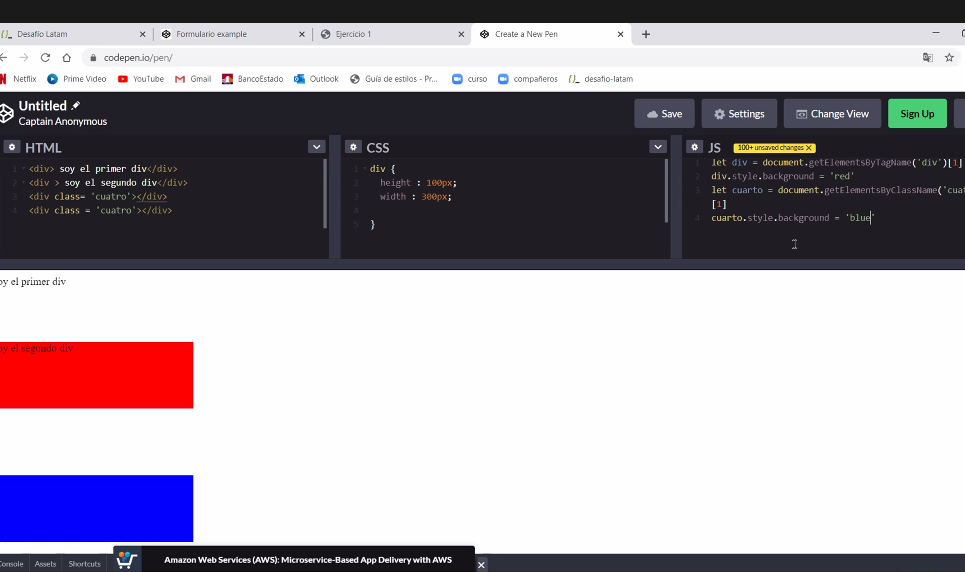 Desafío Latam
Formulario example
Ejercicio 1
Create a New Pen
codepen.io/pen/
Netflix
Prime Video
YouTube
Gmail
BancoEstado
Outlook
Guía de estilos - Pr...
curso
compañeros
desafio-latam
Untitled
Captain Anonymous
Save
Settings
Change View
Sign Up
HTML
1 <div> soy el primer div</div>
2 <div > soy el segundo div</div>
3 <div class= 'cuatro'></div>
4 <div class = 'cuatro'></div>
CSS
1 div {
2 height : 100px;
3 width : 300px;
4
5 }
JS
100+ unsaved changes X
1 let div = document.getElementsByTagName('div')[1]
2 div.style.background = 'red'
3 let cuarto = document.getElementsByClassName('cuat
[1]
4 cuarto.style.background = 'blue'
oy el primer div
oy el segundo div
Console
Assets
Shortcuts
Amazon Web Services (AWS): Microservice-Based App Delivery with AWS